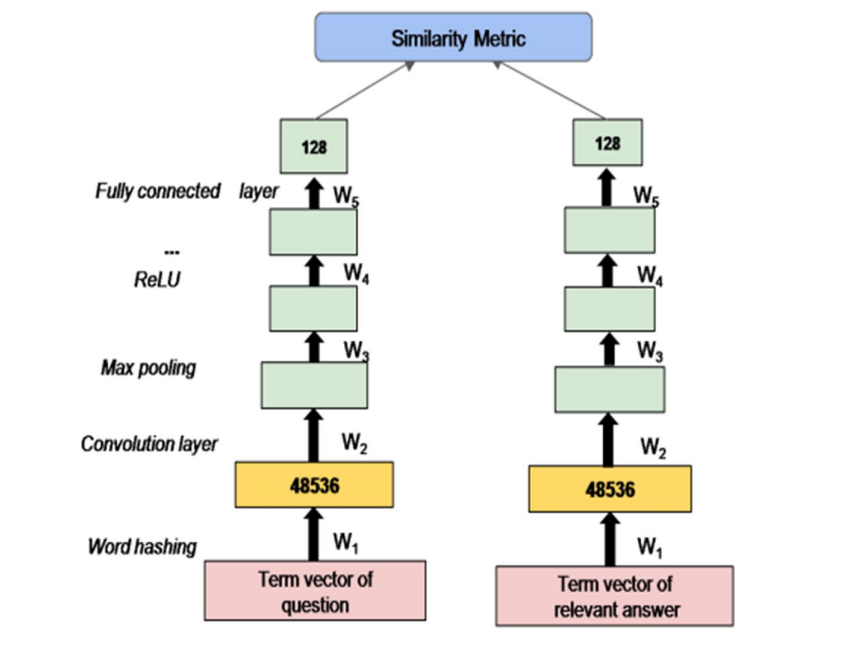 Similarity Metric
128
128
Fully connected layer
W5
W5
...
ReLU
W4
W4
Max pooling
W3
W3
Convolution layer
W2
W2
48536
48536
Word hashing
W1
W1
Term vector of
question
Term vector of
relevant answer